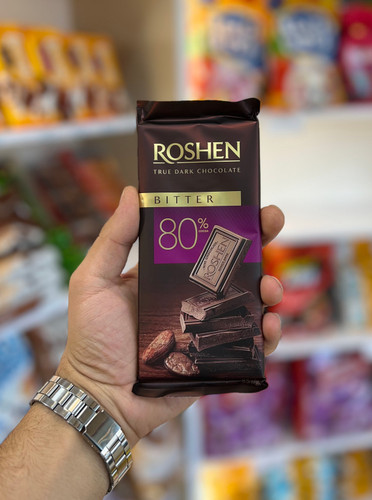 ROSHEN
TRUE DARK CHOCOLATE
BITTER
80%
ROSHEN